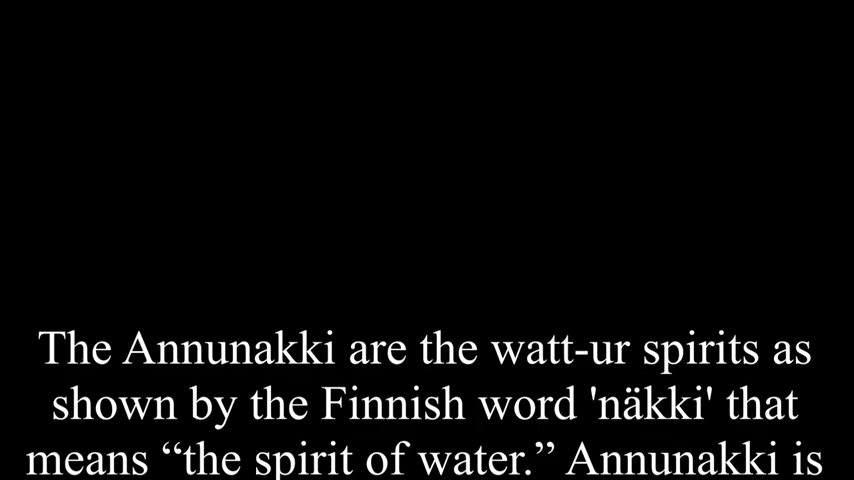 The Annunakki are the watt-ur spirits as
shown by the Finnish word 'näkki' that
means “the spirit of water.” Annunakki is